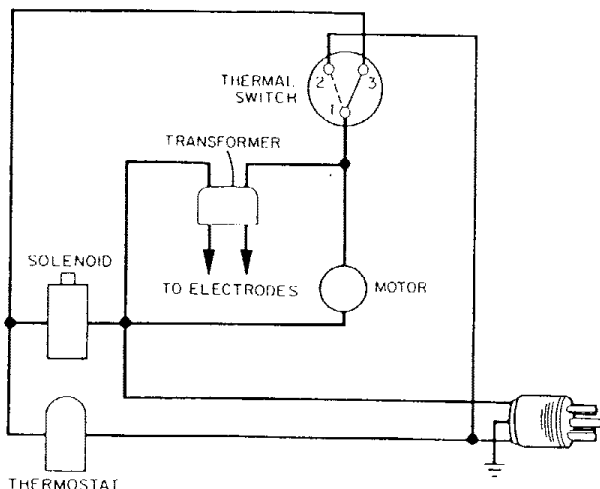 THERMAL
SWITCH
2
3
1
TRANSFORMER
SOLENOID
TO ELECTRODES
MOTOR
THERMOSTAT